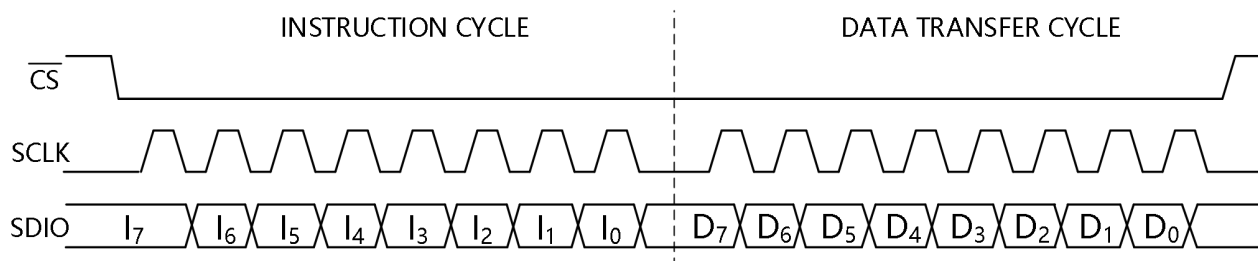 INSTRUCTION CYCLE DATA TRANSFER CYCLE
CS
SCLK
SDIO I7 I6 I5 I4 I3 I2 I1 I0 D7 D6 D5 D4 D3 D2 D1 D0